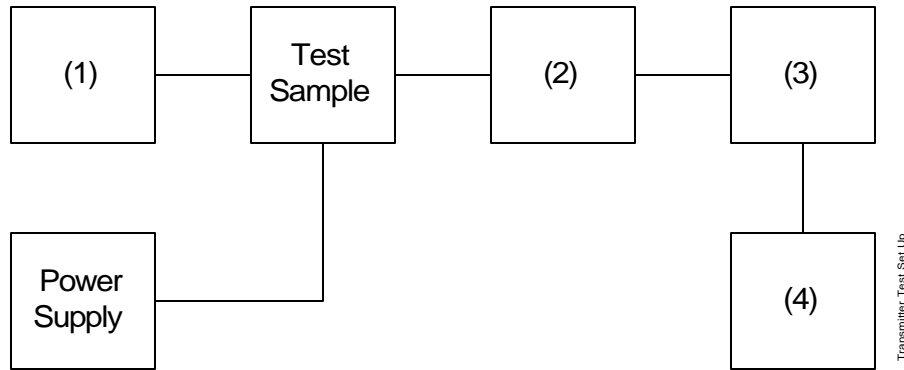 (1)
Test
Sample
(2)
(3)
Power
Supply
(4)
Transmitter Test Set Up